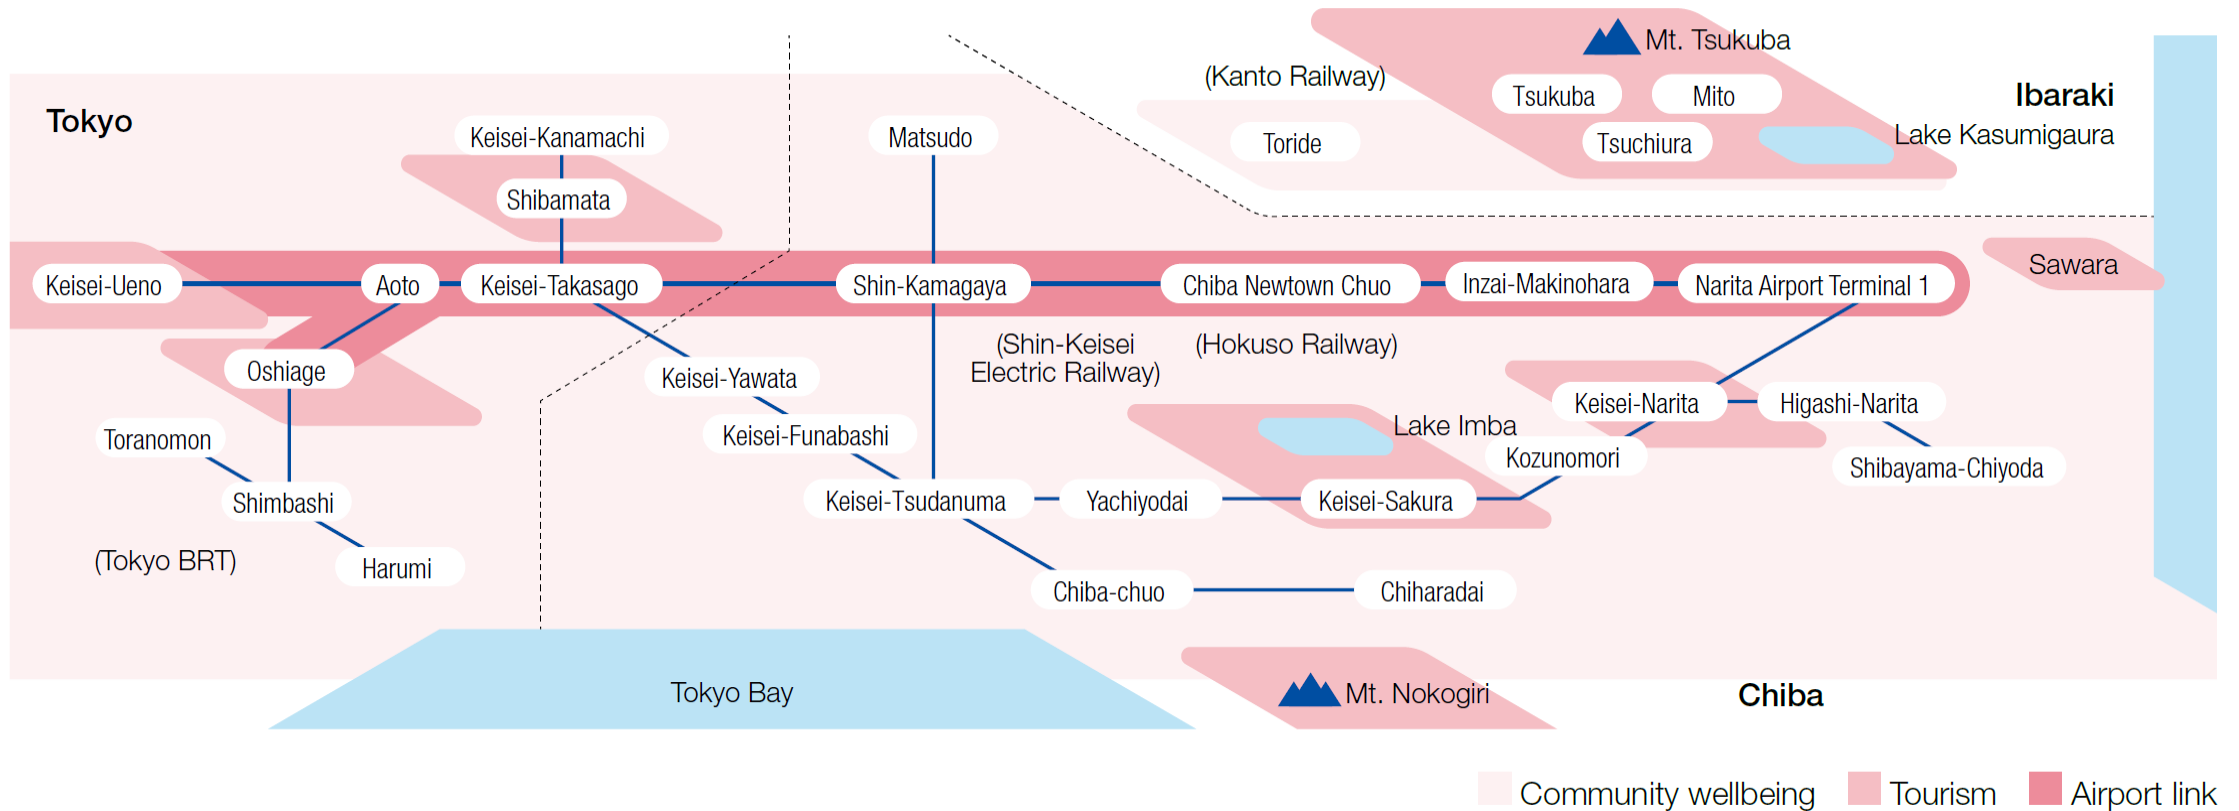 Mt. Tsukuba
(Kanto Railway)
Tsukuba
Mito
Ibaraki
Tokyo
Keisei-Kanamachi
Matsudo
Toride
Tsuchiura
Lake Kasumigaura
Shibamata
Sawara
Keisei-Ueno
Aoto
Keisei-Takasago
Shin-Kamagaya
Chiba Newtown Chuo
Inzai-Makinohara
Narita Airport Terminal 1
(Shin-Keisei
Electric Railway)
(Hokuso Railway)
Oshiage
Keisei-Yawata
Keisei-Narita
Higashi-Narita
Toranomon
Keisei-Funabashi
Lake Imba
Kozunomori
Shibayama-Chiyoda
Shimbashi
Keisei-Tsudanuma
Yachiyodai
Keisei-Sakura
(Tokyo BRT)
Harumi
Chiba-chuo
Chiharadai
Tokyo Bay
Mt. Nokogiri
Chiba
Community wellbeing
Tourism
Airport link